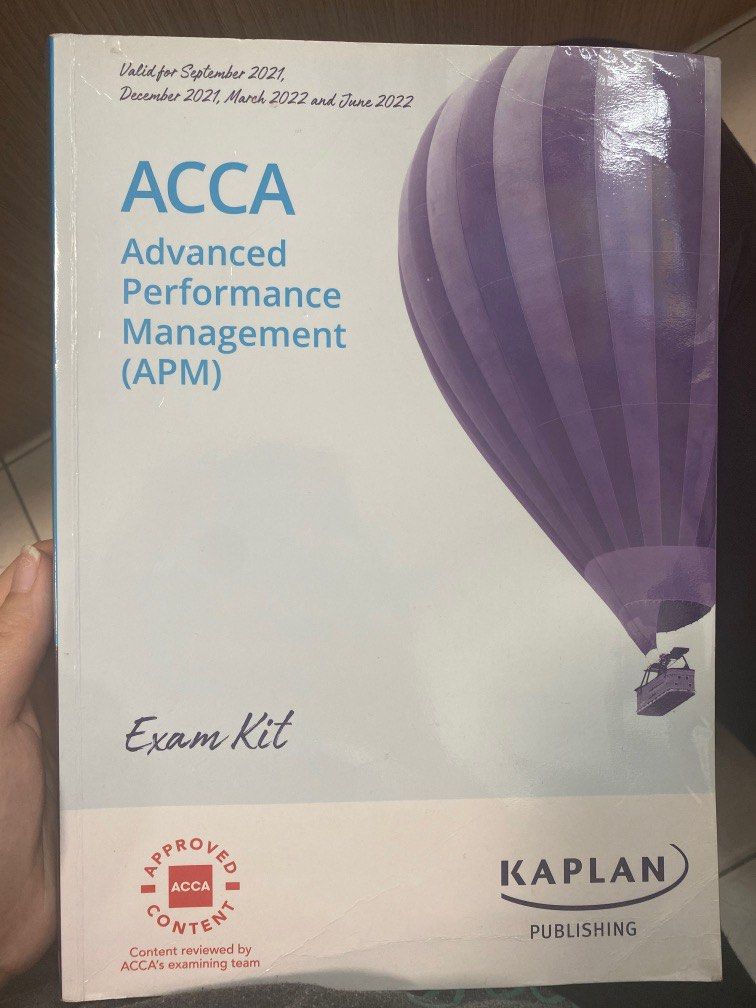 Valid for September 2021,
December 2021, March 2022 and June 2022
ACCA
Advanced
Performance
Management
(APM)
Exam Kit
APPROVED
ACCA
CONTENT
Content reviewed by
ACCA's examining team
KAPLAN
PUBLISHING